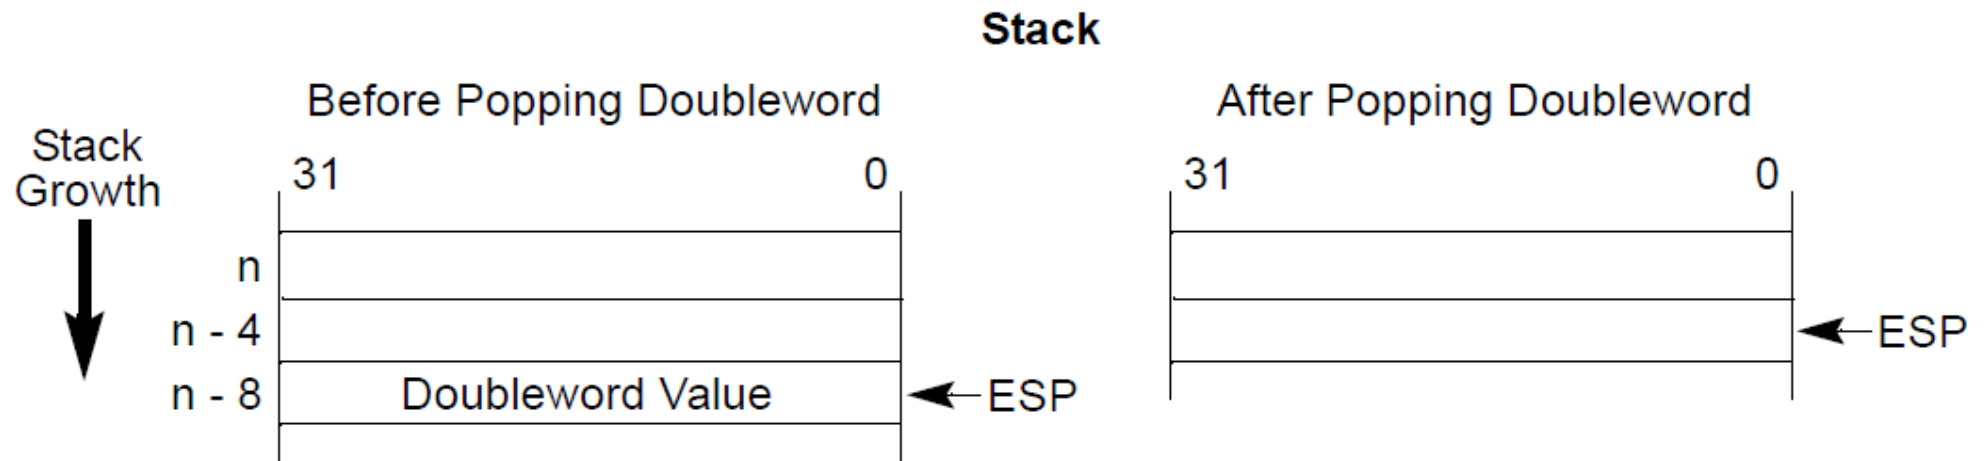 Stack
Before Popping Doubleword
After Popping Doubleword
Stack
Growth
31 0
31 0
n
n - 4
ESP
n - 8 Doubleword Value ESP